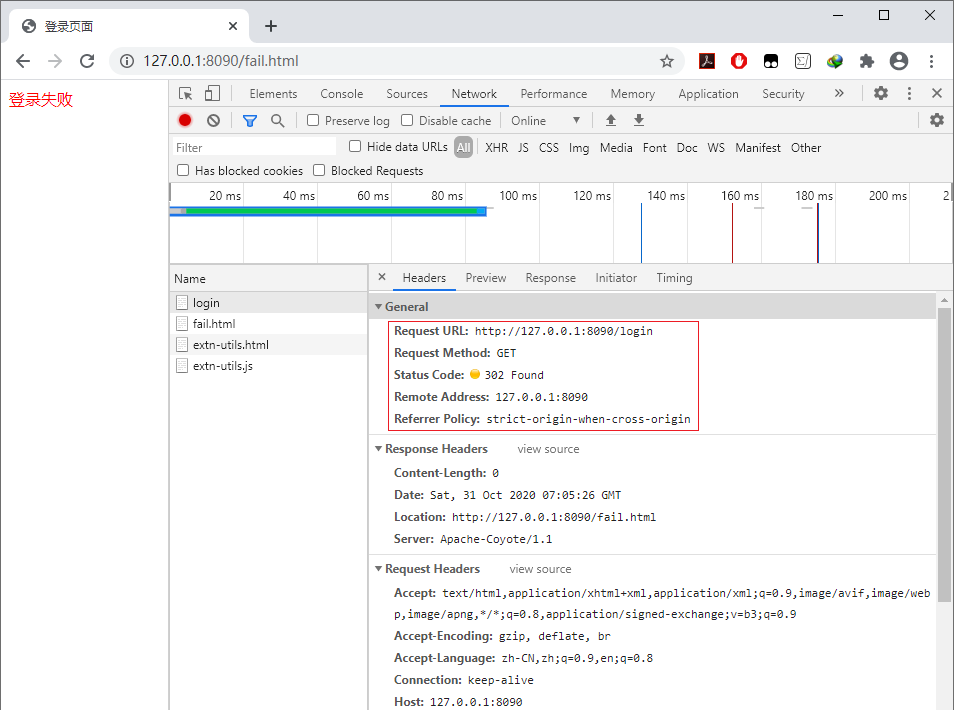 登录页面
127.0.0.1:8090/fail.html
登录失败
Elements Console Sources Network Performance Memory Application Security
Preserve log Disable cache Online
Filter Hide data URLs All XHR JS CSS Img Media Font Doc WS Manifest Other
Has blocked cookies Blocked Requests
20 ms 40 ms 60 ms 80 ms 100 ms 120 ms 140 ms 160 ms 180 ms 200 ms 2
Name
login
fail.html
extn-utils.html
extn-utils.js
Headers Preview Response Initiator Timing
General
Request URL: http://127.0.0.1:8090/login
Request Method: GET
Status Code: 302 Found
Remote Address: 127.0.0.1:8090
Referrer Policy: strict-origin-when-cross-origin
Response Headers view source
Content-Length: 0
Date: Sat, 31 Oct 2020 07:05:26 GMT
Location: http://127.0.0.1:8090/fail.html
Server: Apache-Coyote/1.1
Request Headers view source
Accept: text/html,application/xhtml+xml,application/xml;q=0.9,image/avif,image/web
p,image/apng,*/*;q=0.8,application/signed-exchange;v=b3;q=0.9
Accept-Encoding: gzip, deflate, br
Accept-Language: zh-CN,zh;q=0.9,en;q=0.8
Connection: keep-alive
Host: 127.0.0.1:8090